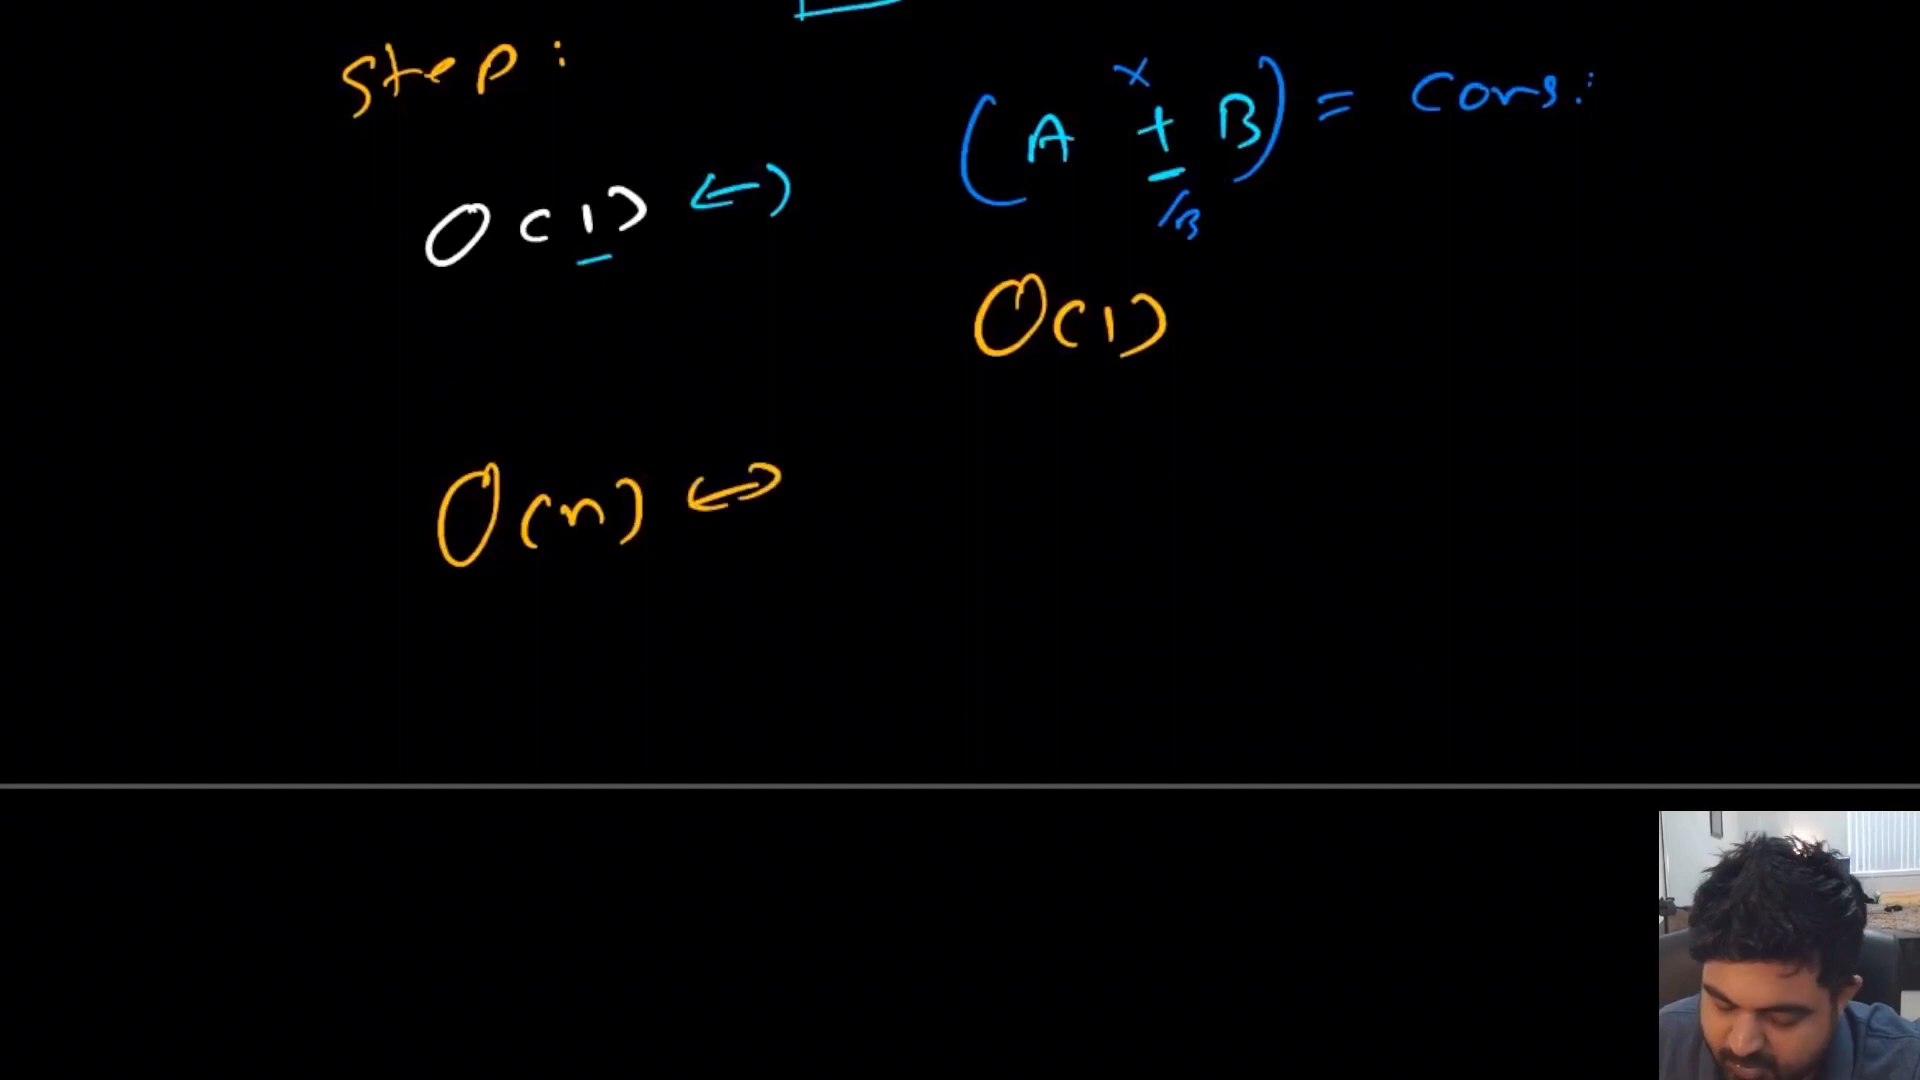 Step :
(A + B) = Cons.
x
/B
O(1) <->
O(1)
O(n) <->